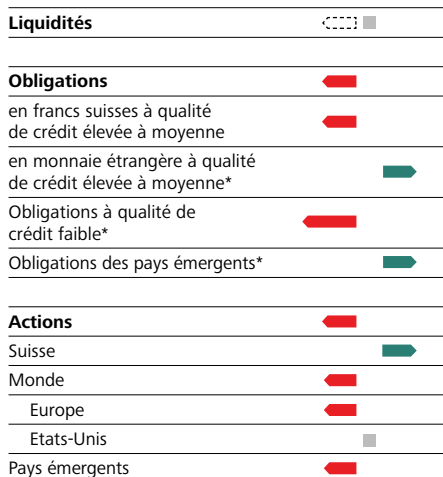 Liquidités
Obligations
en francs suisses à qualité
de crédit élevée à moyenne
en monnaie étrangère à qualité
de crédit élevée à moyenne*
Obligations à qualité de
crédit faible*
Obligations des pays émergents*
Actions
Suisse
Monde
Europe
Etats-Unis
Pays émergents